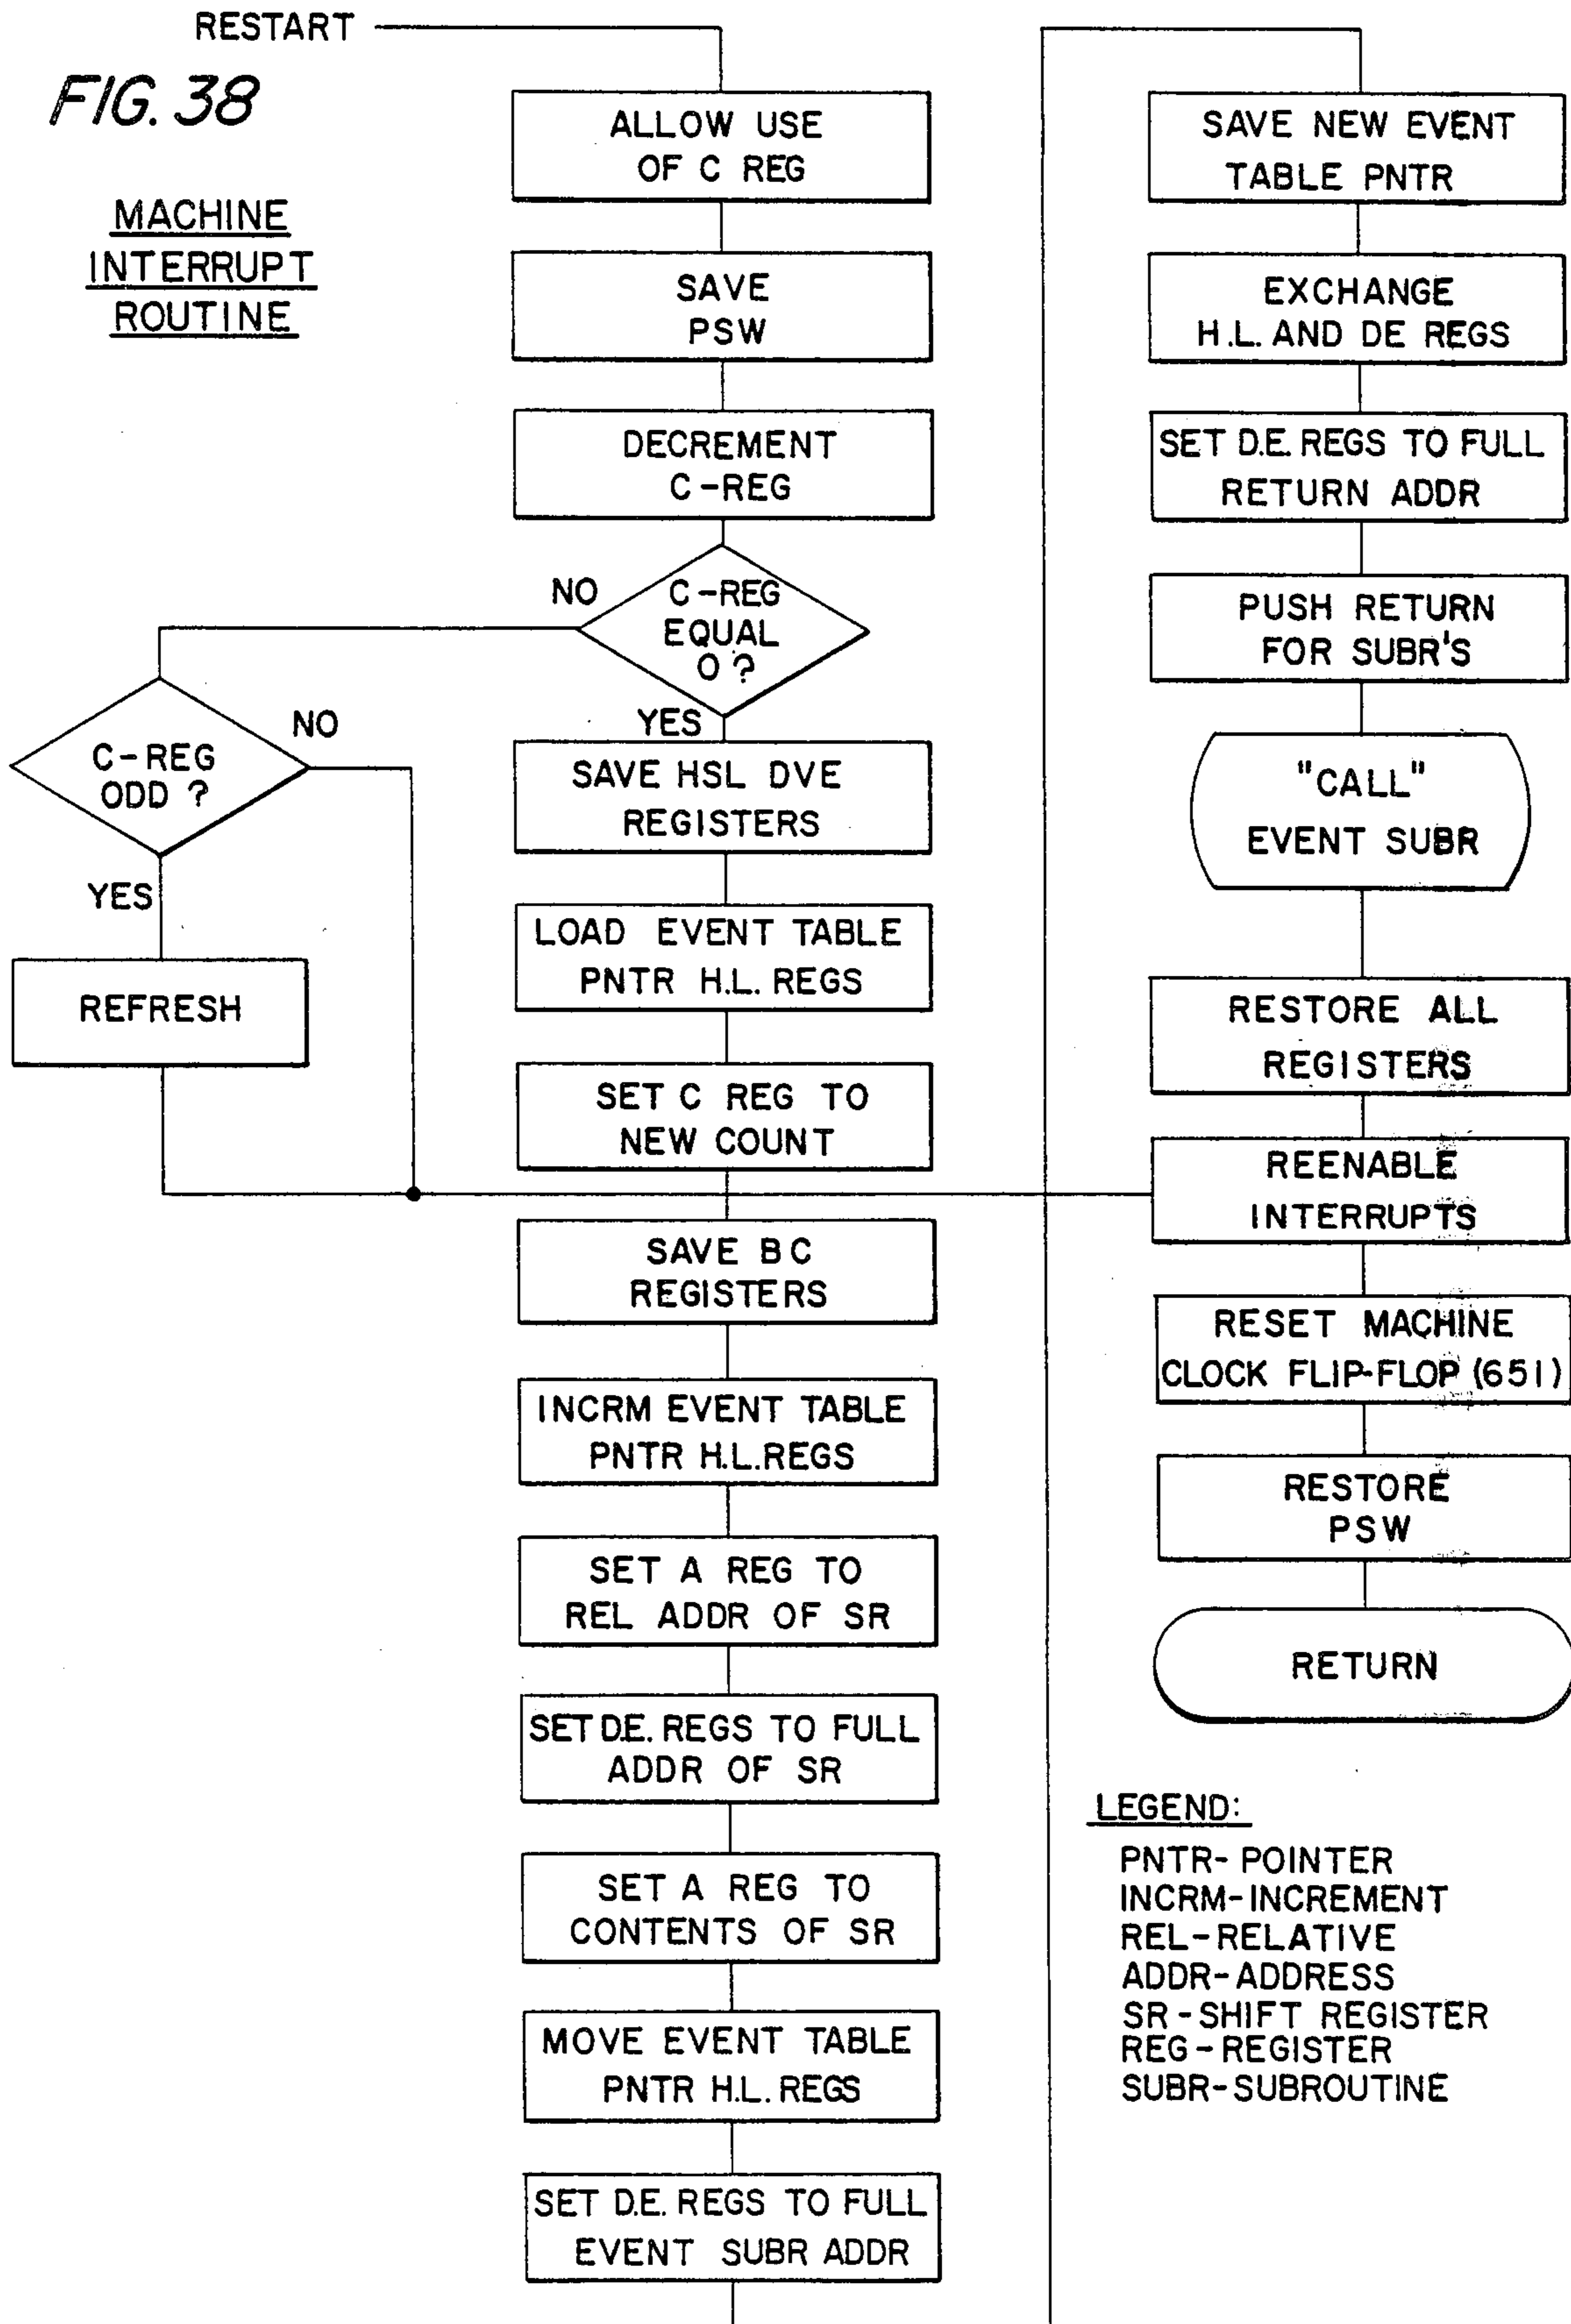 RESTART
FIG. 38
MACHINE
INTERRUPT
ROUTINE
ALLOW USE
OF C REG
SAVE
PSW
DECREMENT
C-REG
C-REG
EQUAL
0?
NO
YES
C-REG
ODD ?
NO
YES
REFRESH
SAVE HSL DVE
REGISTERS
LOAD EVENT TABLE
PNTR H.L. REGS
SET C REG TO
NEW COUNT
SAVE BC
REGISTERS
INCRM EVENT TABLE
PNTR H.L.REGS
SET A REG TO
REL ADDR OF SR
SET D.E. REGS TO FULL
ADDR OF SR
SET A REG TO
CONTENTS OF SR
MOVE EVENT TABLE
PNTR H.L. REGS
SET D.E. REGS TO FULL
EVENT SUBR ADDR
SAVE NEW EVENT
TABLE PNTR
EXCHANGE
H.L. AND DE REGS
SET D.E. REGS TO FULL
RETURN ADDR
PUSH RETURN
FOR SUBR'S
"CALL"
EVENT SUBR
RESTORE ALL
REGISTERS
REENABLE
INTERRUPTS
RESET MACHINE
CLOCK FLIP-FLOP (651)
RESTORE
PSW
RETURN
LEGEND:
PNTR- POINTER
INCRM-INCREMENT
REL-RELATIVE
ADDR-ADDRESS
SR-SHIFT REGISTER
REG-REGISTER
SUBR-SUBROUTINE